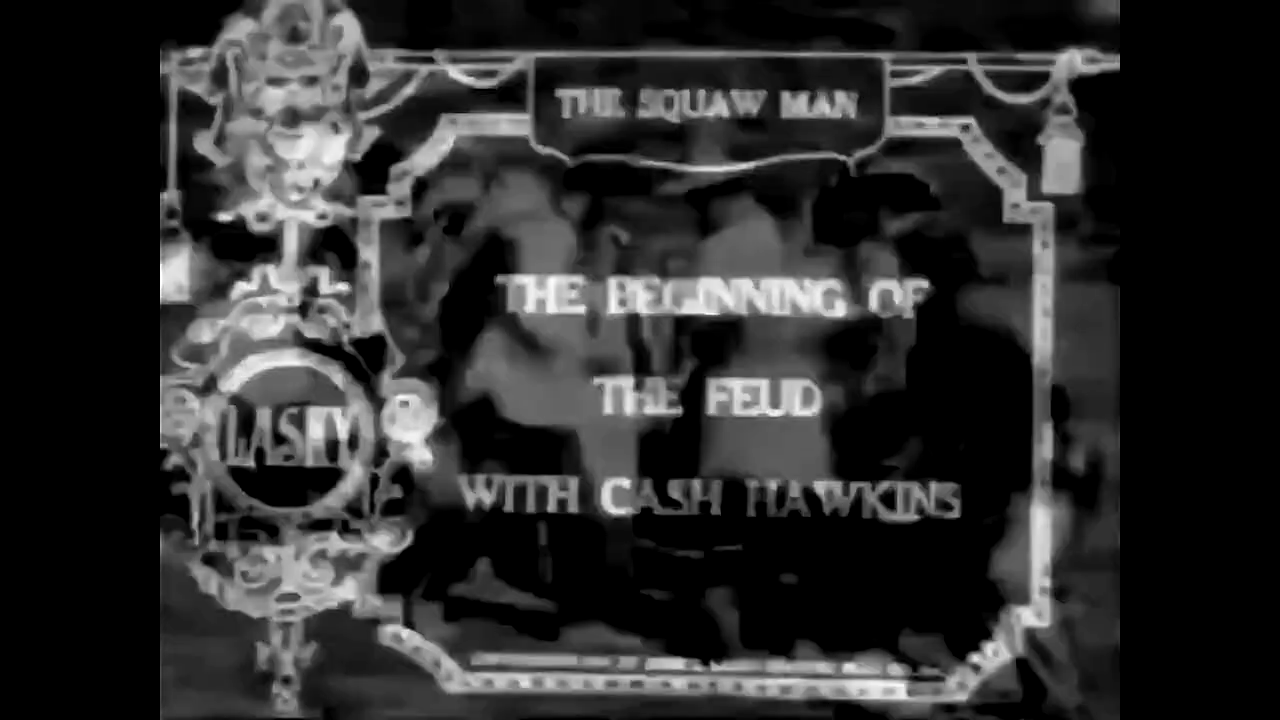 THE SQUAW MAN
THE BEGINNING OF
THE FEUD
LASKY
WITH CASH HAWKINS